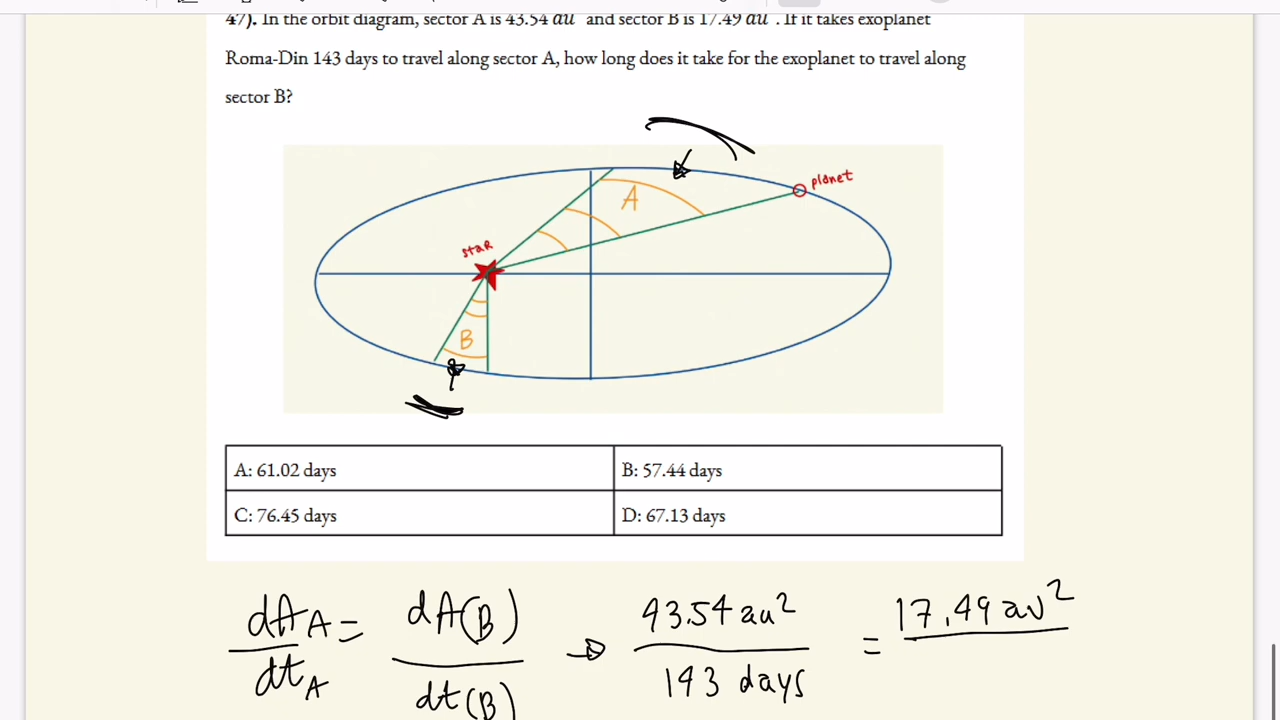 47). In the orbit diagram, sector A is 43.54 au and sector B is 17.49 au . If it takes exoplanet
Roma-Din 143 days to travel along sector A, how long does it take for the exoplanet to travel along
sector B?
planet
A
star
B
A: 61.02 days
B: 57.44 days
C: 76.45 days
D: 67.13 days
dA_A / dt_A = dA(B) / dt(B) → 43.54 au² / 143 days = 17.49 au²